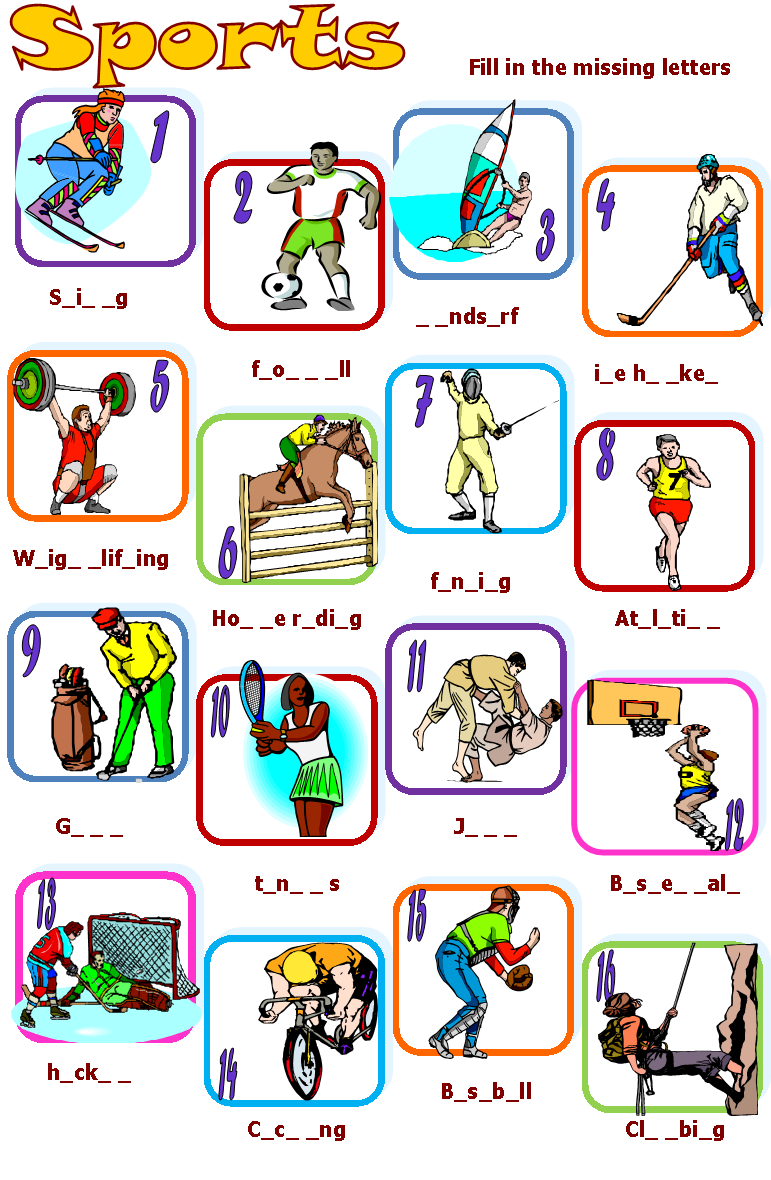 Sports
Fill in the missing letters
1
S_i_ _g
2
f_o_ _ _ll
3
_ _nds_rf
4
i_e h_ _ke_
5
W_ig_ _lif_ing
6
Ho_ _e r_di_g
7
f_n_i_g
8
7
At_l_ti_ _
9
G_ _ _
10
t_n_ _ s
11
J_ _ _
12
B_s_e_ _al_
13
h_ck_ _
14
C_c_ _ng
15
B_s_b_ll
16
Cl_ _bi_g